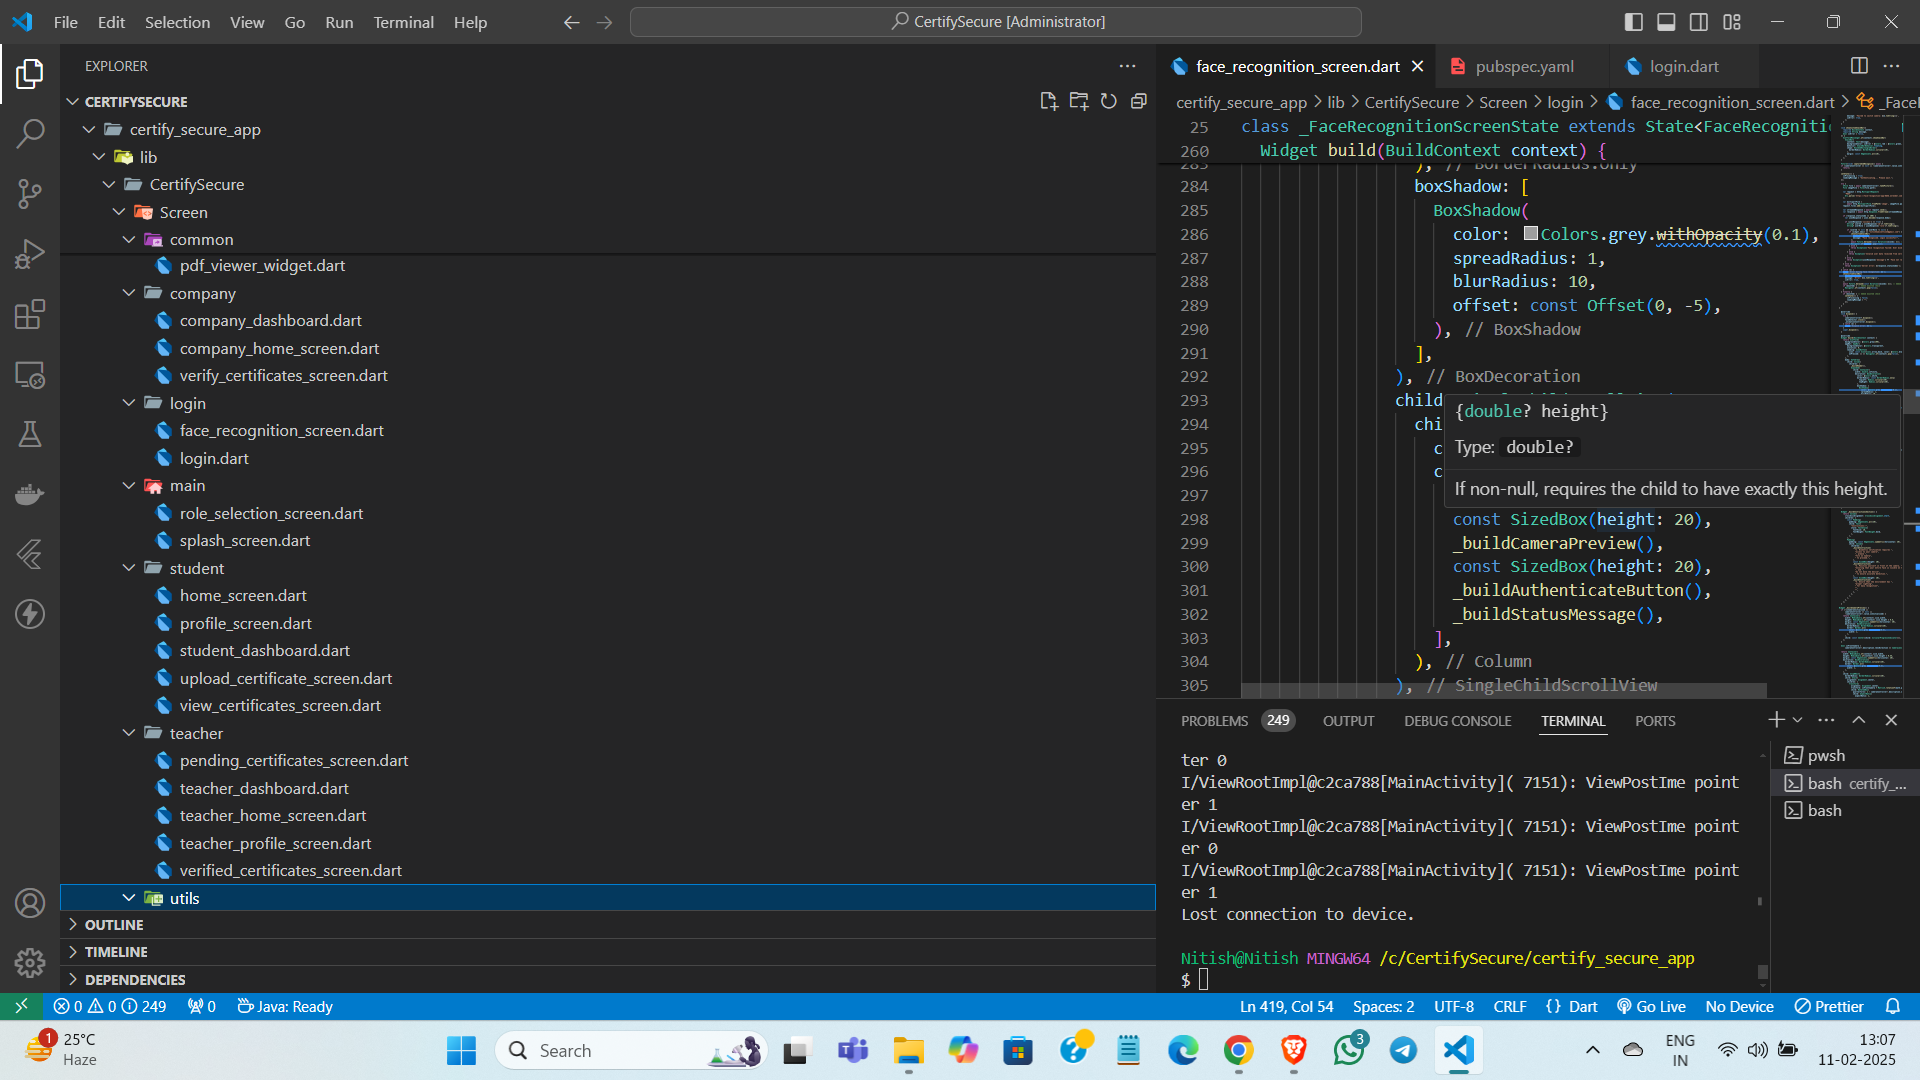 File Edit Selection View Go Run Terminal Help
CertifySecure [Administrator]
EXPLORER
CERTIFYSECURE
certify_secure_app
lib
CertifySecure
Screen
common
pdf_viewer_widget.dart
company
company_dashboard.dart
company_home_screen.dart
verify_certificates_screen.dart
login
face_recognition_screen.dart
login.dart
main
role_selection_screen.dart
splash_screen.dart
student
home_screen.dart
profile_screen.dart
student_dashboard.dart
upload_certificate_screen.dart
view_certificates_screen.dart
teacher
pending_certificates_screen.dart
teacher_dashboard.dart
teacher_home_screen.dart
teacher_profile_screen.dart
verified_certificates_screen.dart
utils
OUTLINE
TIMELINE
DEPENDENCIES
face_recognition_screen.dart pubspec.yaml login.dart
certify_secure_app > lib > CertifySecure > Screen > login > face_recognition_screen.dart > _FaceI
25 class _FaceRecognitionScreenState extends State<FaceRecogniti
260 Widget build(BuildContext context) {
283 ), // BorderRadius.only
284 boxShadow: [
285 BoxShadow(
286 color: Colors.grey.withOpacity(0.1),
287 spreadRadius: 1,
288 blurRadius: 10,
289 offset: const Offset(0, -5),
290 ), // BoxShadow
291 ],
292 ), // BoxDecoration
293 child
294 chi
295 c
296 c
297
{double? height}
Type: double?
If non-null, requires the child to have exactly this height.
298 const SizedBox(height: 20),
299 _buildCameraPreview(),
300 const SizedBox(height: 20),
301 _buildAuthenticateButton(),
302 _buildStatusMessage(),
303 ],
304 ), // Column
305 ), // SingleChildScrollView
PROBLEMS 249 OUTPUT DEBUG CONSOLE TERMINAL PORTS
ter 0
I/ViewRootImpl@c2ca788[MainActivity]( 7151): ViewPostIme point
er 1
I/ViewRootImpl@c2ca788[MainActivity]( 7151): ViewPostIme point
er 0
I/ViewRootImpl@c2ca788[MainActivity]( 7151): ViewPostIme point
er 1
Lost connection to device.
Nitish@Nitish MINGW64 /c/CertifySecure/certify_secure_app
$
pwsh
bash certify_...
bash
0 0 249 0 Java: Ready
Ln 419, Col 54 Spaces: 2 UTF-8 CRLF {} Dart Go Live No Device Prettier
1
25°C
Haze
Search
3
ENG
IN
13:07
11-02-2025